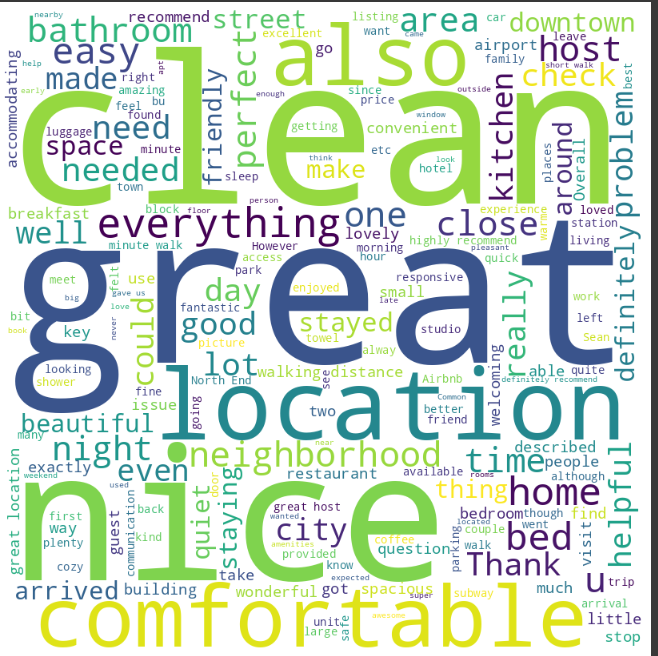 nearby
recommend
street
area
listing
car
downtown
bathroom
excellent
want
came
leave
host
easy
go
also
airport
family
short walk
accommodating
help
made
right
apt
perfect
check
early
amazing
bu
friendly
since
outside
best
feel
enough
price
kitchen
luggage
need
found
clean
window
getting
convenient
space
minute
etc
around
places
Overall
problem
needed
think
look
make
hotel
town
sleep
person
breakfast
block
floor
everything
one
close
experience
loved
well
lovely
station
warm
minute walk
However
morning
highly recommend
living
access
hour
pleasant
quick
definitely
meet
felt
use
park
responsive
big
gave us
day
enjoyed
small
late
great
work
love
fantastic
bit
could
good
stayed
studio
really
left
book
key
never
picture
towel
Sean
lot
alway
looking
walking distance
able
quite
shower
North End
see
Airbnb
welcoming
definitely recommend
fine
location
issue
going
two
Common
better
friend
beautiful
many
near
night
neighborhood
time
described
people
exactly
even
restaurant
available
rooms
although
helpful
great location
weekend
used
door
thing
home
nice
great host
bedroom
though
find
first
back
quiet
staying
wanted
city
located
went
way
guest
communication
kind
coffee
couple
bed
visit
plenty
amenities
question
parking
walk
provided
cozy
know
Thank
take
expected
u
trip
arrived
building
wonderful
got
spacious
super
subway
much
comfortable
awesome
arrival
little
unit
large
safe
stop